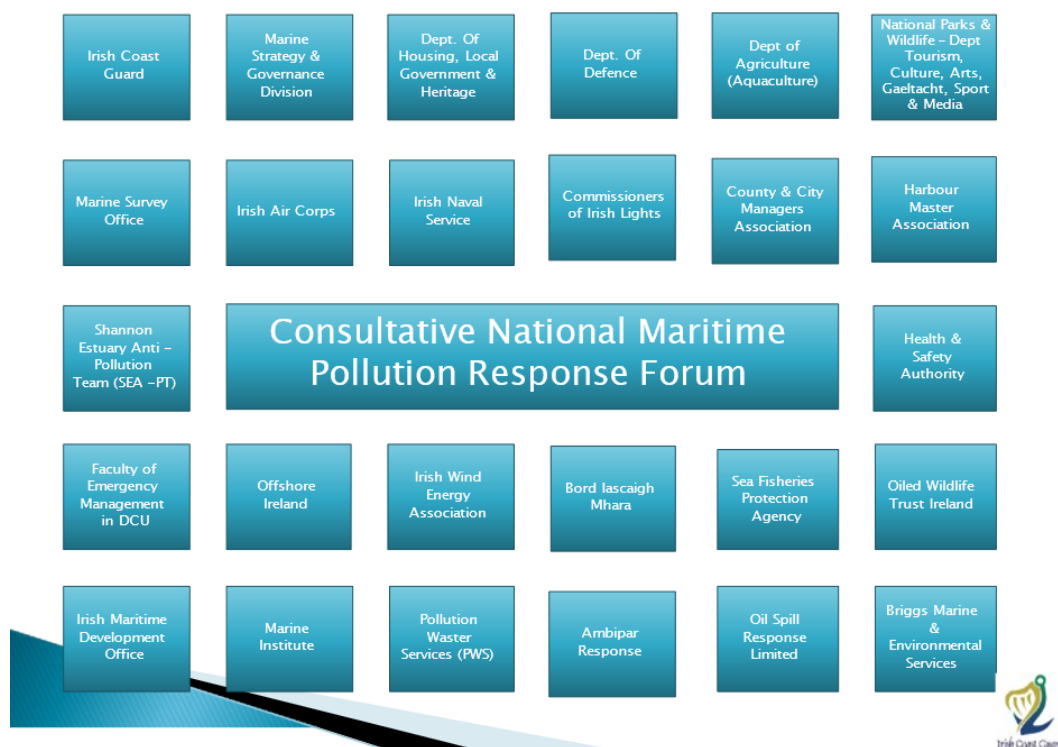 Irish Coast
Guard
Marine
Strategy &
Governance
Division
Dept. Of
Housing, Local
Government &
Heritage
Dept. Of
Defence
Dept of
Agriculture
(Aquaculture)
National Parks &
Wildlife – Dept
Tourism,
Culture, Arts,
Gaeltacht, Sport
& Media
Marine Survey
Office
Irish Air Corps
Irish Naval
Service
Commissioners
of Irish Lights
County & City
Managers
Association
Harbour
Master
Association
Shannon
Estuary Anti –
Pollution
Team (SEA –PT)
Consultative National Maritime
Pollution Response Forum
Health &
Safety
Authority
Faculty of
Emergency
Management
in DCU
Offshore
Ireland
Irish Wind
Energy
Association
Bord Iascaigh
Mhara
Sea Fisheries
Protection
Agency
Oiled Wildlife
Trust Ireland
Irish Maritime
Development
Office
Marine
Institute
Pollution
Waster
Services (PWS)
Ambipar
Response
Oil Spill
Response
Limited
Briggs Marine
&
Environmental
Services
Irish Coast